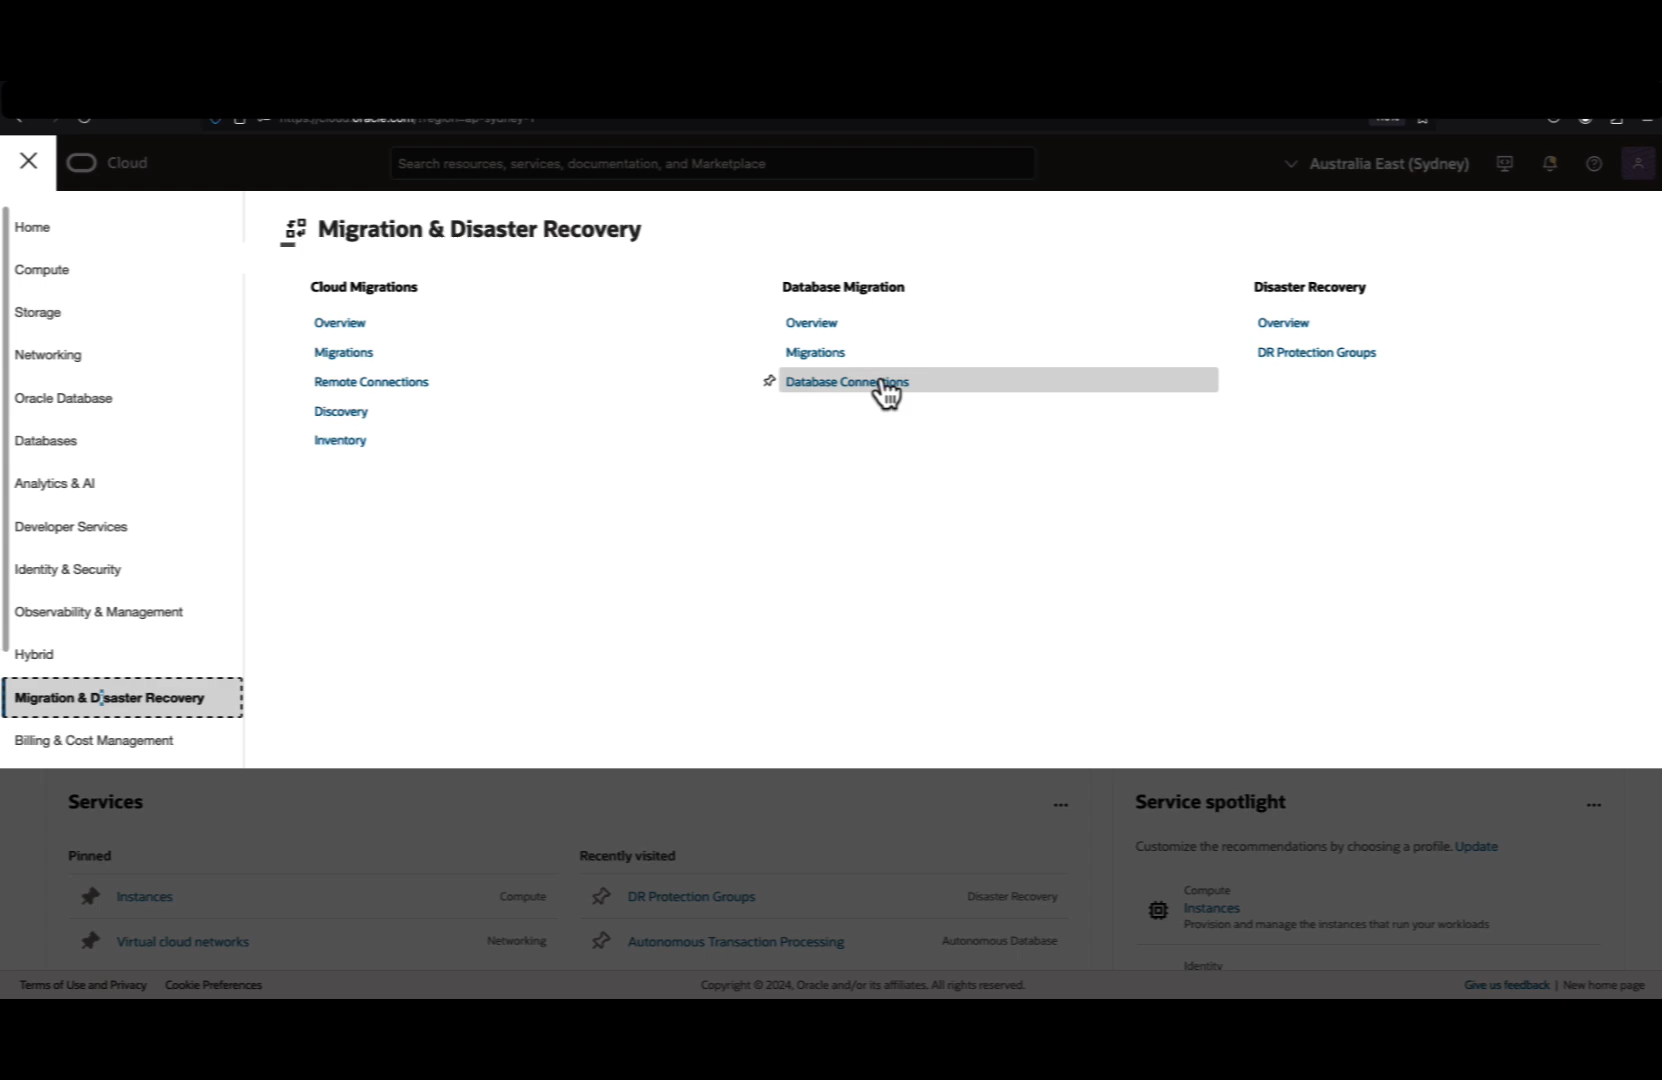 Cloud
Search resources, services, documentation, and Marketplace
Australia East (Sydney)
Home
Compute
Storage
Networking
Oracle Database
Databases
Analytics & AI
Developer Services
Identity & Security
Observability & Management
Hybrid
Migration & Disaster Recovery
Billing & Cost Management
Migration & Disaster Recovery
Cloud Migrations
Overview
Migrations
Remote Connections
Discovery
Inventory
Database Migration
Overview
Migrations
Database Connections
Disaster Recovery
Overview
DR Protection Groups
Services
Pinned
Instances Compute
Virtual cloud networks Networking
Recently visited
DR Protection Groups Disaster Recovery
Autonomous Transaction Processing Autonomous Database
Service spotlight
Customize the recommendations by choosing a profile. Update
Compute
Instances
Provision and manage the instances that run your workloads
Identity
Terms of Use and Privacy Cookie Preferences
Copyright © 2024, Oracle and/or its affiliates. All rights reserved.
Give us feedback | New home page